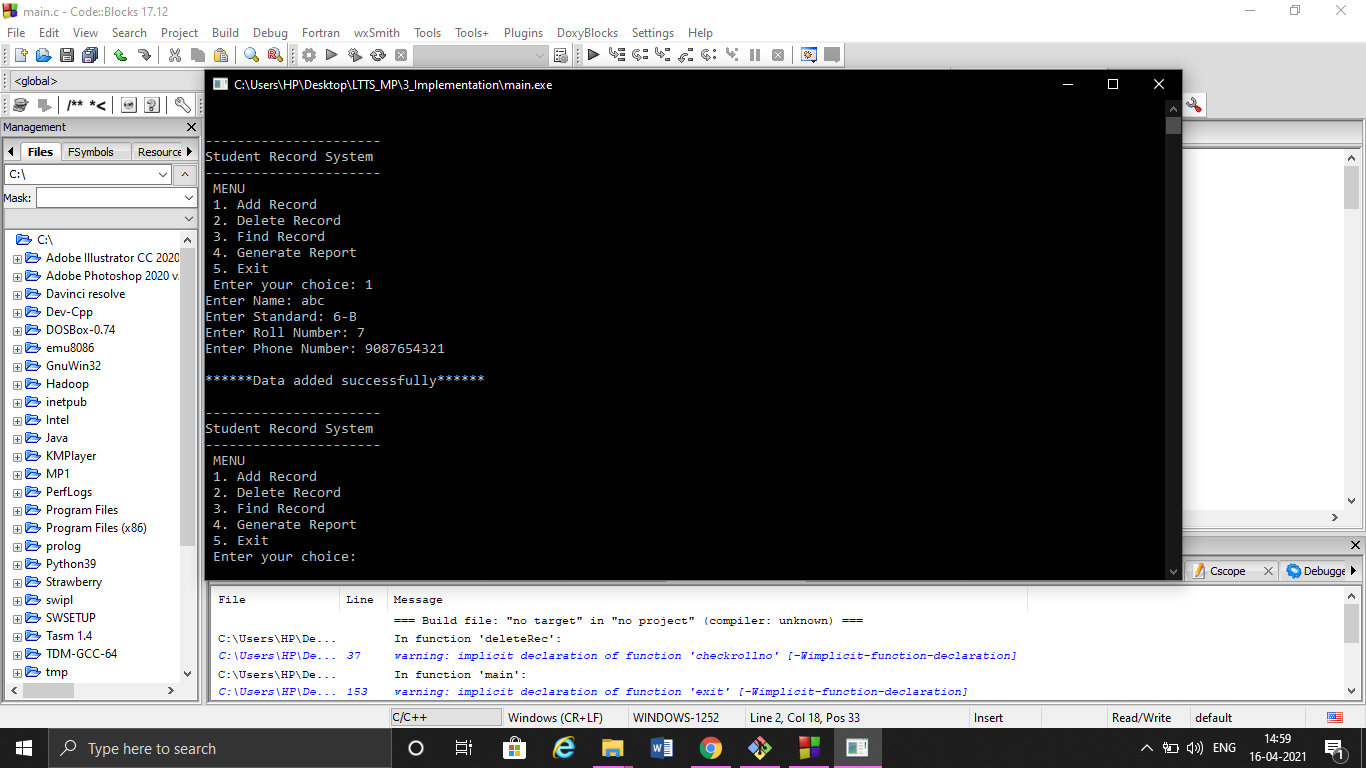 main.c - Code::Blocks 17.12
File Edit View Search Project Build Debug Fortran wxSmith Tools Tools+ Plugins DoxyBlocks Settings Help
<global>
/** *<
C:\Users\HP\Desktop\LTTS_MP\3_Implementation\main.exe
----------------------
Student Record System
----------------------
MENU
1. Add Record
2. Delete Record
3. Find Record
4. Generate Report
5. Exit
Enter your choice: 1
Enter Name: abc
Enter Standard: 6-B
Enter Roll Number: 7
Enter Phone Number: 9087654321
******Data added successfully******
----------------------
Student Record System
----------------------
MENU
1. Add Record
2. Delete Record
3. Find Record
4. Generate Report
5. Exit
Enter your choice:
Management
Files FSymbols Resource
C:\
Mask:
C:\
Adobe Illustrator CC 2020
Adobe Photoshop 2020 v
Davinci resolve
Dev-Cpp
DOSBox-0.74
emu8086
GnuWin32
Hadoop
inetpub
Intel
Java
KMPlayer
MP1
PerfLogs
Program Files
Program Files (x86)
prolog
Python39
Strawberry
swipl
SWSETUP
Tasm 1.4
TDM-GCC-64
tmp
Cscope Debugge
File Line Message
=== Build file: "no target" in "no project" (compiler: unknown) ===
C:\Users\HP\De... In function 'deleteRec':
C:\Users\HP\De... 37 warning: implicit declaration of function 'checkrollno' [-Wimplicit-function-declaration]
C:\Users\HP\De... In function 'main':
C:\Users\HP\De... 153 warning: implicit declaration of function 'exit' [-Wimplicit-function-declaration]
C/C++ Windows (CR+LF) WINDOWS-1252 Line 2, Col 18, Pos 33 Insert Read/Write default
Type here to search
ENG
14:59
16-04-2021
1